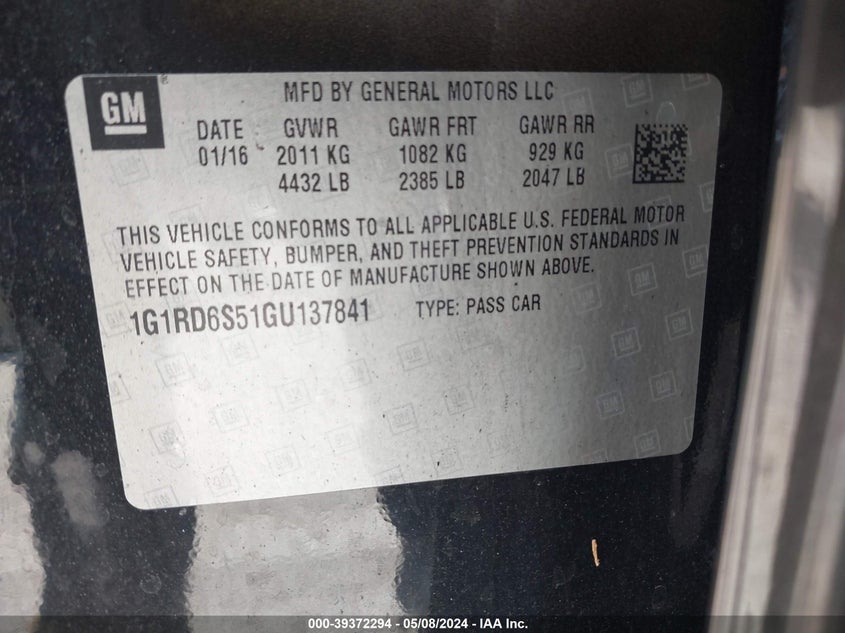 GM
MFD BY GENERAL MOTORS LLC
DATE GVWR GAWR FRT GAWR RR
01/16 2011 KG 1082 KG 929 KG
4432 LB 2385 LB 2047 LB
THIS VEHICLE CONFORMS TO ALL APPLICABLE U.S. FEDERAL MOTOR
VEHICLE SAFETY, BUMPER, AND THEFT PREVENTION STANDARDS IN
EFFECT ON THE DATE OF MANUFACTURE SHOWN ABOVE.
1G1RD6S51GU137841 TYPE: PASS CAR
000-39372294 - 05/08/2024 - IAA Inc.